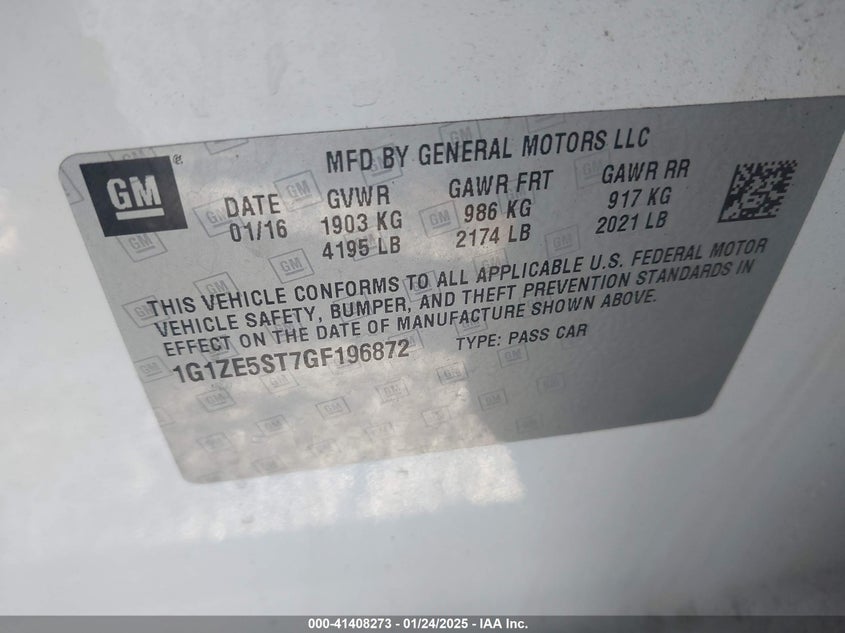 GM
®
MFD BY GENERAL MOTORS LLC
DATE GVWR GAWR FRT GAWR RR
01/16 1903 KG 986 KG 917 KG
4195 LB 2174 LB 2021 LB
THIS VEHICLE CONFORMS TO ALL APPLICABLE U.S. FEDERAL MOTOR
VEHICLE SAFETY, BUMPER, AND THEFT PREVENTION STANDARDS IN
EFFECT ON THE DATE OF MANUFACTURE SHOWN ABOVE.
1G1ZE5ST7GF196872 TYPE: PASS CAR
000-41408273 - 01/24/2025 - IAA Inc.